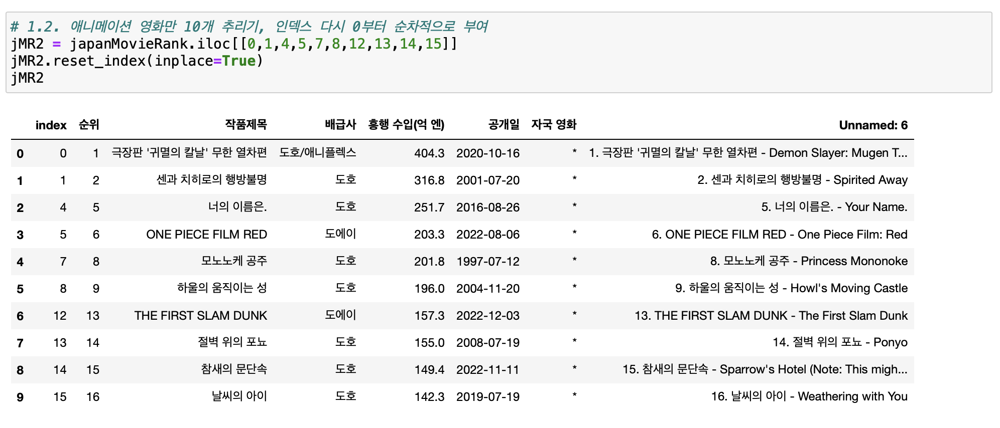 # 1.2. 애니메이션 영화만 10개 추리기, 인덱스 다시 0부터 순차적으로 부여
jMR2 = japanMovieRank.iloc[[0,1,4,5,7,8,12,13,14,15]]
jMR2.reset_index(inplace=True)
jMR2
index 순위 작품제목 배급사 흥행 수입(억 엔) 공개일 자국 영화 Unnamed: 6
0 0 1 극장판 '귀멸의 칼날' 무한 열차편 도호/애니플렉스 404.3 2020-10-16 * 1. 극장판 '귀멸의 칼날' 무한 열차편 - Demon Slayer: Mugen T...
1 1 2 센과 치히로의 행방불명 도호 316.8 2001-07-20 * 2. 센과 치히로의 행방불명 - Spirited Away
2 4 5 너의 이름은. 도호 251.7 2016-08-26 * 5. 너의 이름은. - Your Name.
3 5 6 ONE PIECE FILM RED 도에이 203.3 2022-08-06 * 6. ONE PIECE FILM RED - One Piece Film: Red
4 7 8 모노노케 공주 도호 201.8 1997-07-12 * 8. 모노노케 공주 - Princess Mononoke
5 8 9 하울의 움직이는 성 도호 196.0 2004-11-20 * 9. 하울의 움직이는 성 - Howl's Moving Castle
6 12 13 THE FIRST SLAM DUNK 도에이 157.3 2022-12-03 * 13. THE FIRST SLAM DUNK - The First Slam Dunk
7 13 14 절벽 위의 포뇨 도호 155.0 2008-07-19 * 14. 절벽 위의 포뇨 - Ponyo
8 14 15 참새의 문단속 도호 149.4 2022-11-11 * 15. 참새의 문단속 - Sparrow's Hotel (Note: This migh...
9 15 16 날씨의 아이 도호 142.3 2019-07-19 * 16. 날씨의 아이 - Weathering with You